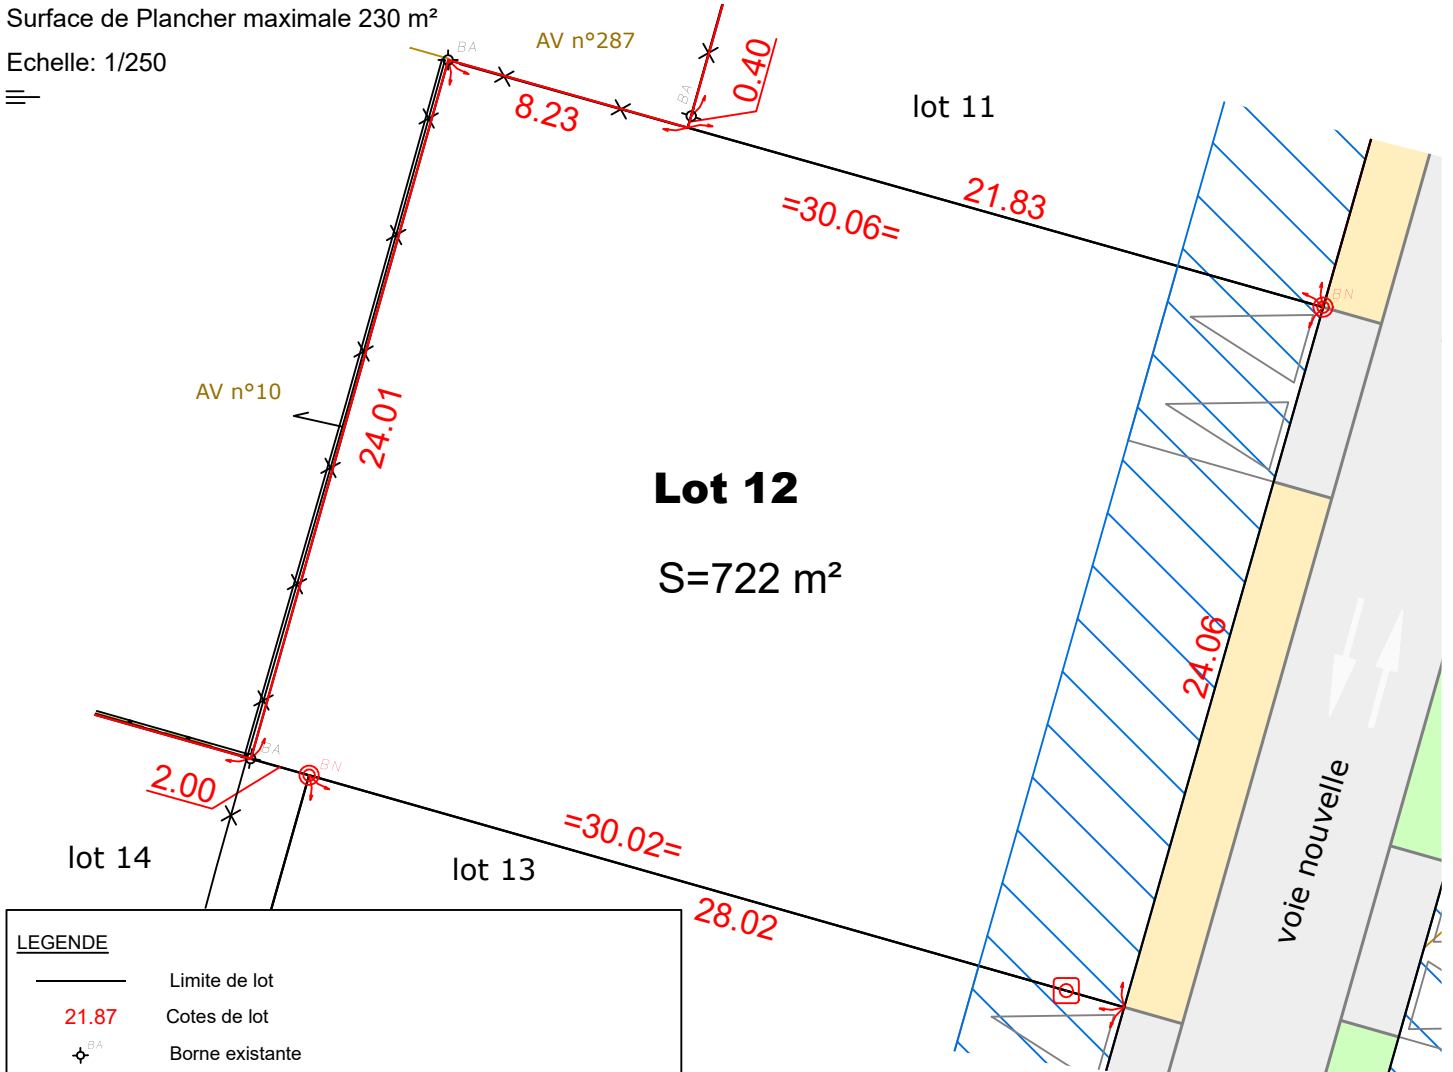 Surface de Plancher maximale 230 m²
Echelle: 1/250
BA
AV n°287
8.23
BA
0.40
lot 11
21.83
=30.06=
BN
AV n°10
24.01
Lot 12
S=722 m²
24.06
BA
BN
2.00
=30.02=
28.02
lot 14
lot 13
voie nouvelle
LEGENDE
Limite de lot
21.87 Cotes de lot
BA
Borne existante